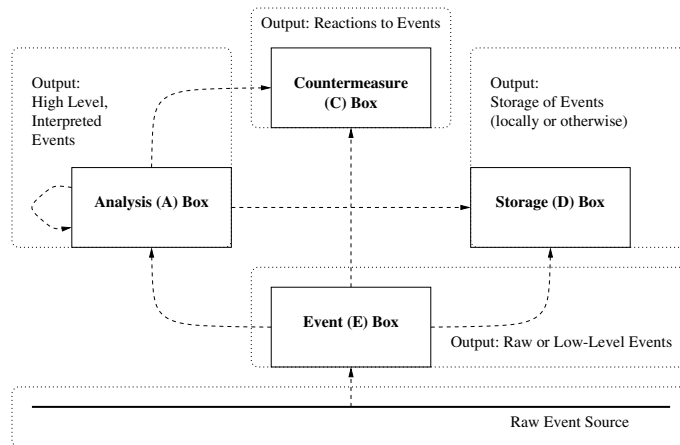 Output: Reactions to Events
Countermeasure
(C) Box
Output:
High Level,
Interpreted
Events
Output:
Storage of Events
(locally or otherwise)
Analysis (A) Box
Storage (D) Box
Event (E) Box
Output: Raw or Low-Level Events
Raw Event Source